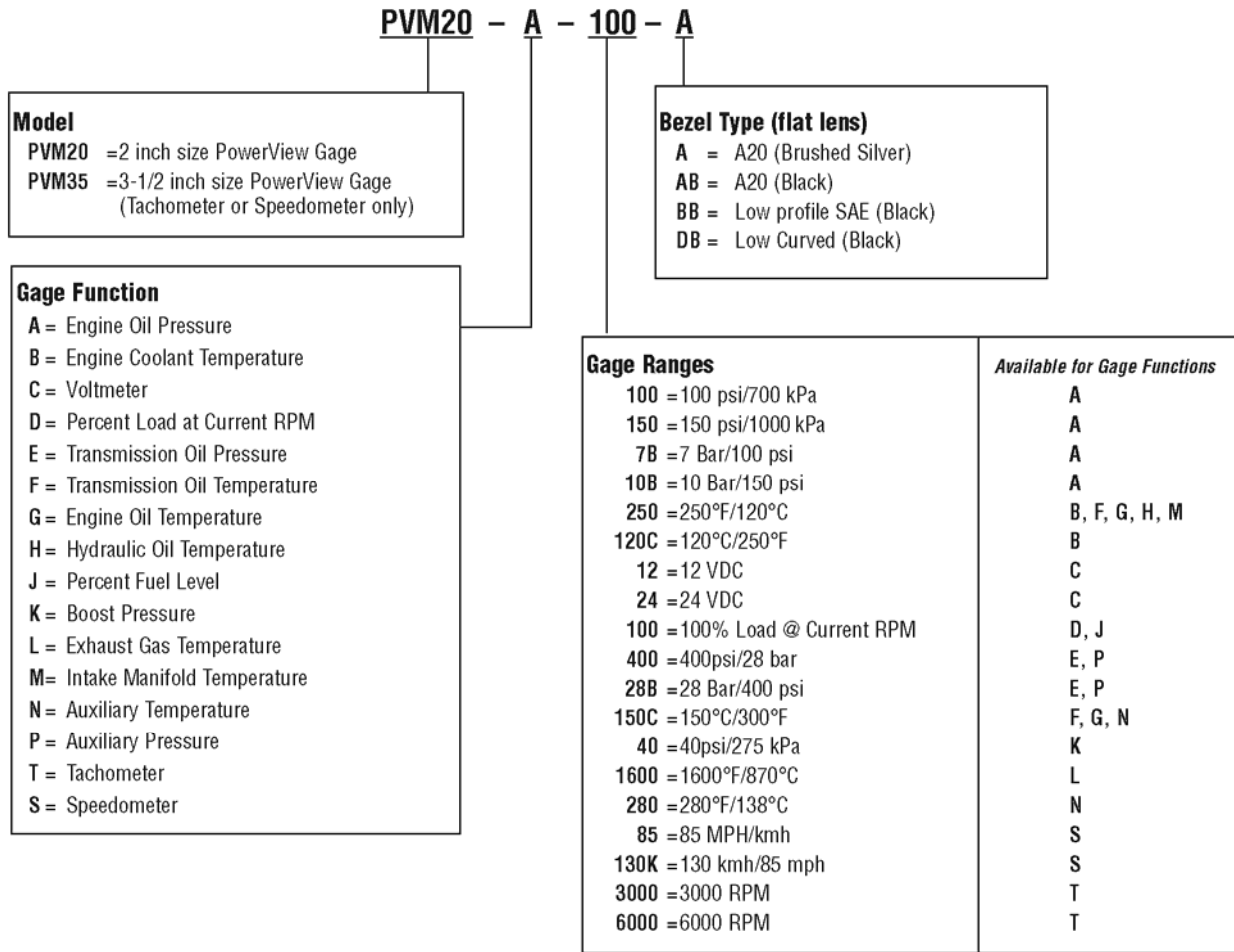 PVM20 – A – 100 – A
Model
PVM20 =2 inch size PowerView Gage
PVM35 =3-1/2 inch size PowerView Gage
(Tachometer or Speedometer only)
Bezel Type (flat lens)
A = A20 (Brushed Silver)
AB = A20 (Black)
BB = Low profile SAE (Black)
DB = Low Curved (Black)
Gage Function
A = Engine Oil Pressure
B = Engine Coolant Temperature
C = Voltmeter
D = Percent Load at Current RPM
E = Transmission Oil Pressure
F = Transmission Oil Temperature
G = Engine Oil Temperature
H = Hydraulic Oil Temperature
J = Percent Fuel Level
K = Boost Pressure
L = Exhaust Gas Temperature
M= Intake Manifold Temperature
N = Auxiliary Temperature
P = Auxiliary Pressure
T = Tachometer
S = Speedometer
Gage Ranges Available for Gage Functions
100 =100 psi/700 kPa A
150 =150 psi/1000 kPa A
7B =7 Bar/100 psi A
10B =10 Bar/150 psi A
250 =250°F/120°C B, F, G, H, M
120C =120°C/250°F B
12 =12 VDC C
24 =24 VDC C
100 =100% Load @ Current RPM D, J
400 =400psi/28 bar E, P
28B =28 Bar/400 psi E, P
150C =150°C/300°F F, G, N
40 =40psi/275 kPa K
1600 =1600°F/870°C L
280 =280°F/138°C N
85 =85 MPH/kmh S
130K =130 kmh/85 mph S
3000 =3000 RPM T
6000 =6000 RPM T